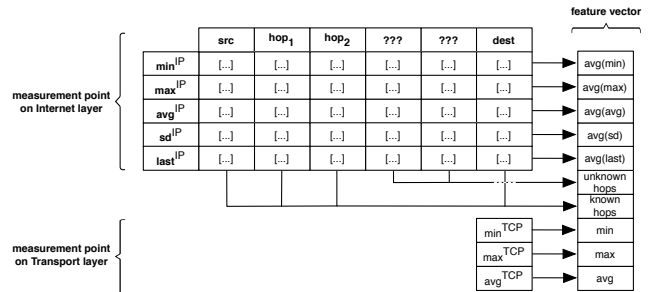 feature vector
src hop1 hop2 ??? ??? dest
minIP [...] [...] [...] [...] [...] [...] avg(min)
maxIP [...] [...] [...] [...] [...] [...] avg(max)
measurement point
on Internet layer
avgIP [...] [...] [...] [...] [...] [...] avg(avg)
sdIP [...] [...] [...] [...] [...] [...] avg(sd)
lastIP [...] [...] [...] [...] [...] [...] avg(last)
unknown
hops
known
hops
measurement point
on Transport layer
minTCP min
maxTCP max
avgTCP avg